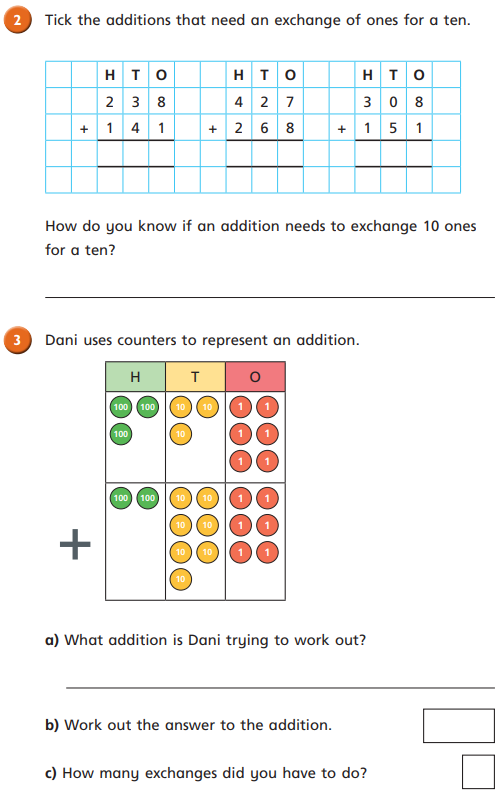 2 Tick the additions that need an exchange of ones for a ten.
H T O H T O H T O
2 3 8 4 2 7 3 0 8
+ 1 4 1 + 2 6 8 + 1 5 1
How do you know if an addition needs to exchange 10 ones
for a ten?
3 Dani uses counters to represent an addition.
H T O
100 100 10 10 1 1
100 10 1 1
1 1
100 100 10 10 1 1
10 10 1 1
+ 10 10 1 1
10
a) What addition is Dani trying to work out?
b) Work out the answer to the addition.
c) How many exchanges did you have to do?